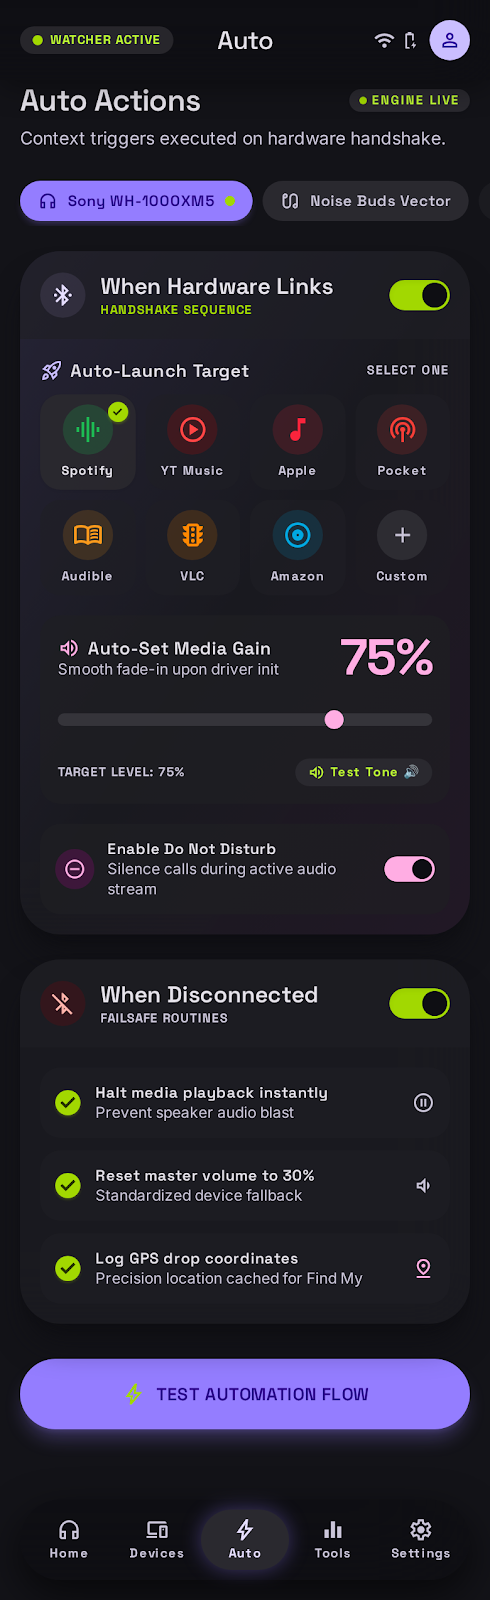 WATCHER ACTIVE
Auto
Auto Actions
ENGINE LIVE
Context triggers executed on hardware handshake.
Sony WH-1000XM5
Noise Buds Vector
When Hardware Links
HANDSHAKE SEQUENCE
Auto-Launch Target
SELECT ONE
Spotify
YT Music
Apple
Pocket
Audible
VLC
Amazon
Custom
Auto-Set Media Gain
Smooth fade-in upon driver init
75%
TARGET LEVEL: 75%
Test Tone 🔊
Enable Do Not Disturb
Silence calls during active audio
stream
When Disconnected
FAILSAFE ROUTINES
Halt media playback instantly
Prevent speaker audio blast
Reset master volume to 30%
Standardized device fallback
Log GPS drop coordinates
Precision location cached for Find My
TEST AUTOMATION FLOW
Home
Devices
Auto
Tools
Settings